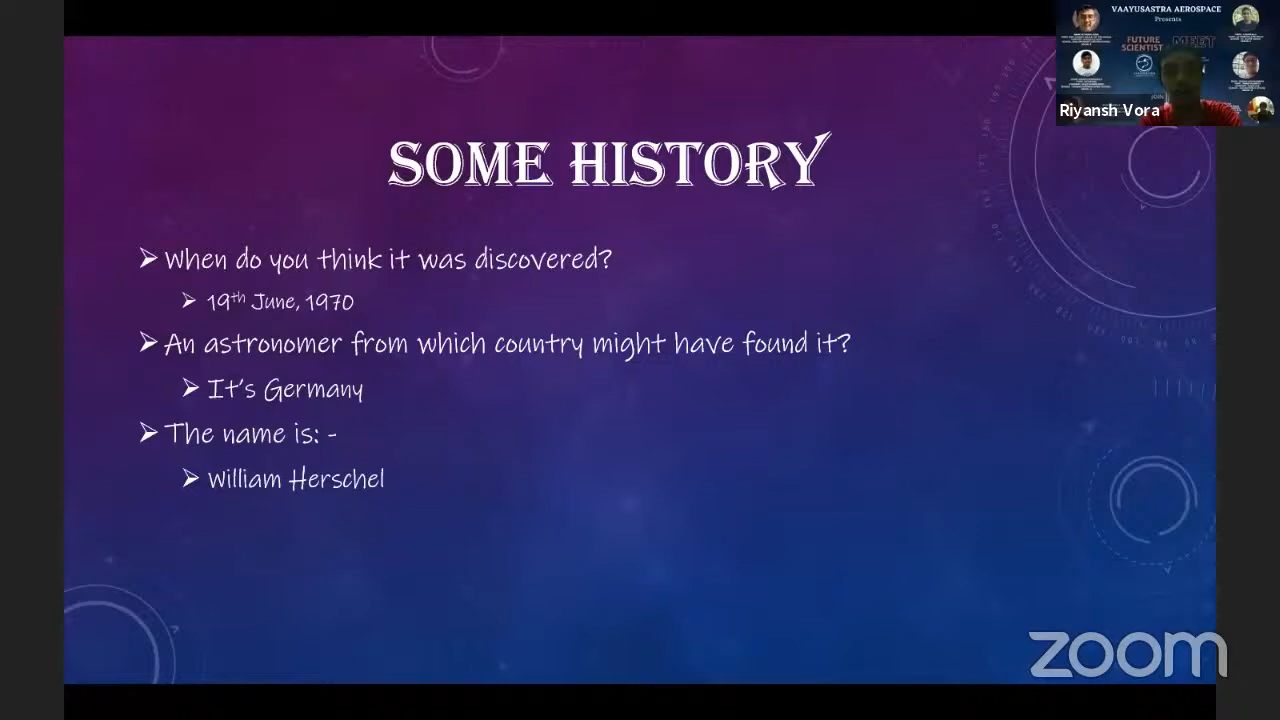 VAAYUSASTRA AEROSPACE
Presents
FUTURE
SCIENTIST
MEET
JOIN
Riyansh Vora
SOME HISTORY
➢ When do you think it was discovered?
➢ 19th June, 1970
➢ An astronomer from which country might have found it?
➢ It's Germany
➢ The name is: -
➢ William Herschel
zoom